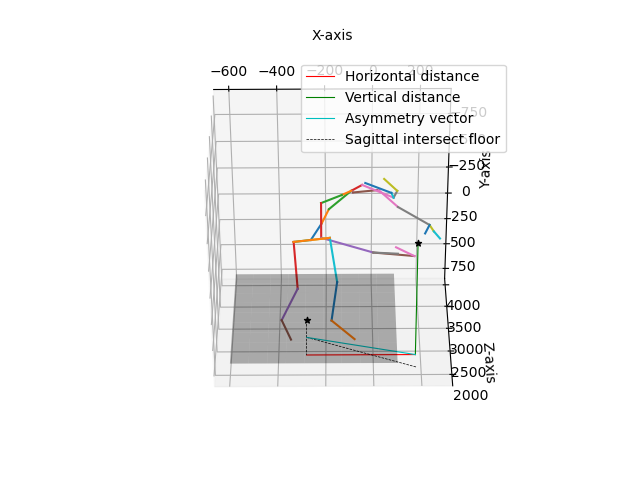 X-axis
−600 −400 −200 0 200
Horizontal distance
Vertical distance
Asymmetry vector
Sagittal intersect floor
−750
−250
0
250
500
750
Y-axis
4000
3500
3000
2500
2000
Z-axis